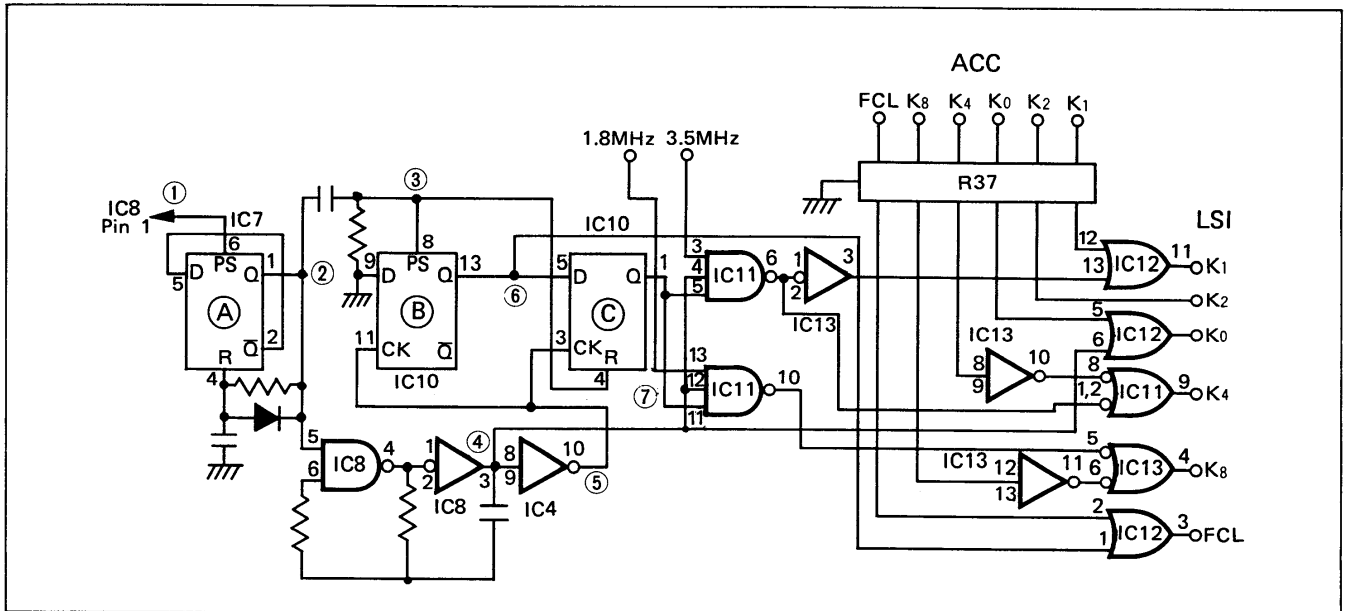 ACC
FCL K8 K4 K0 K2 K1
1.8MHz 3.5MHz
R37
LSI
① IC8 Pin 1
IC7
6
5 D PS Q 1
②
Ⓐ
Q̅ 2
R
4
③
IC10
8
9 D PS Q 13
⑥
Ⓑ
11 CK Q̅
IC10
5 D Q 1
Ⓒ
3 CK R
4
3
4 IC11 6
5
1
2 3
IC13
13
12 IC11 10
11
⑦
12
13 IC12 11 K1
K2
5
6 IC12 K0
IC13
8
9 10
8
1,2 IC11 9 K4
IC13
12
13 11
5
6 IC13 4 K8
2
1 IC12 3 FCL
5
6 IC8 4
1
2 IC8 3
④
8
9 IC4 10
⑤